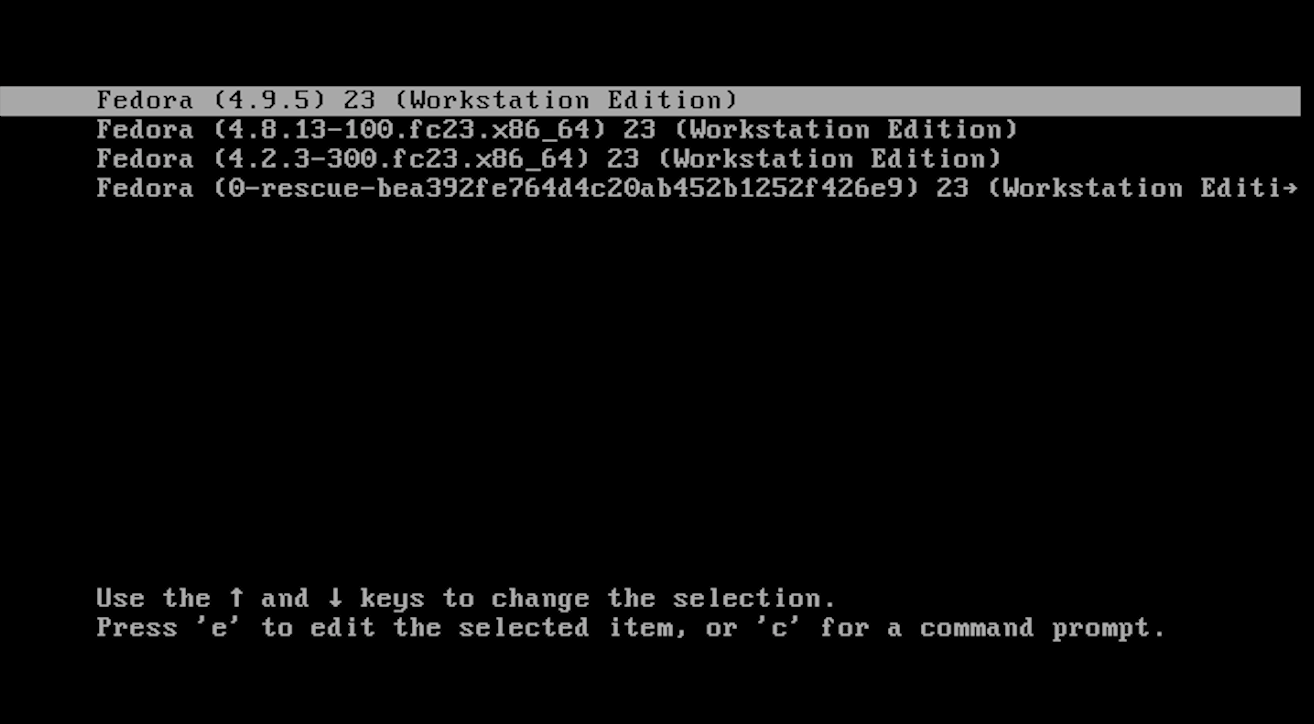 Fedora (4.9.5) 23 (Workstation Edition)
Fedora (4.8.13-100.fc23.x86_64) 23 (Workstation Edition)
Fedora (4.2.3-300.fc23.x86_64) 23 (Workstation Edition)
Fedora (0-rescue-bea392fe764d4c20ab452b1252f426e9) 23 (Workstation Editi→
Use the ↑ and ↓ keys to change the selection.
Press 'e' to edit the selected item, or 'c' for a command prompt.